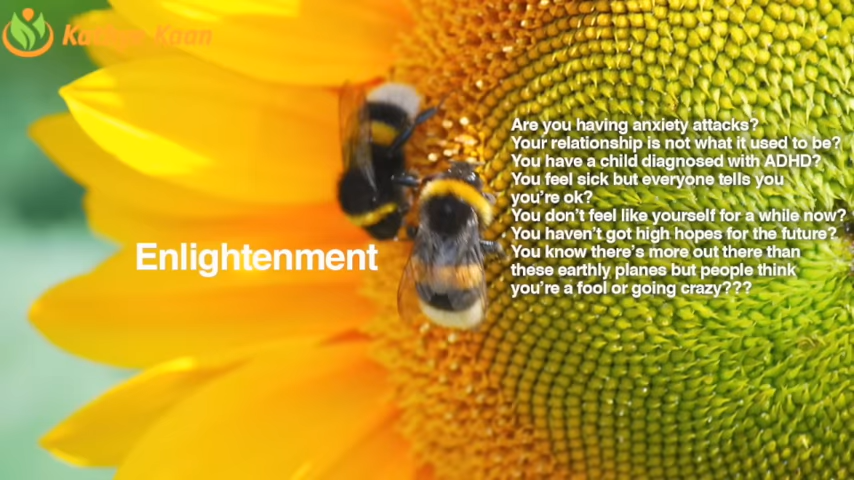 Kaan
Enlightenment
Are you having anxiety attacks?
Your relationship is not what it used to be?
You have a child diagnosed with ADHD?
You feel sick but everyone tells you
you're ok?
You don't feel like yourself for a while now?
You haven't got high hopes for the future?
You know there's more out there than
these earthly planes but people think
you're a fool or going crazy???